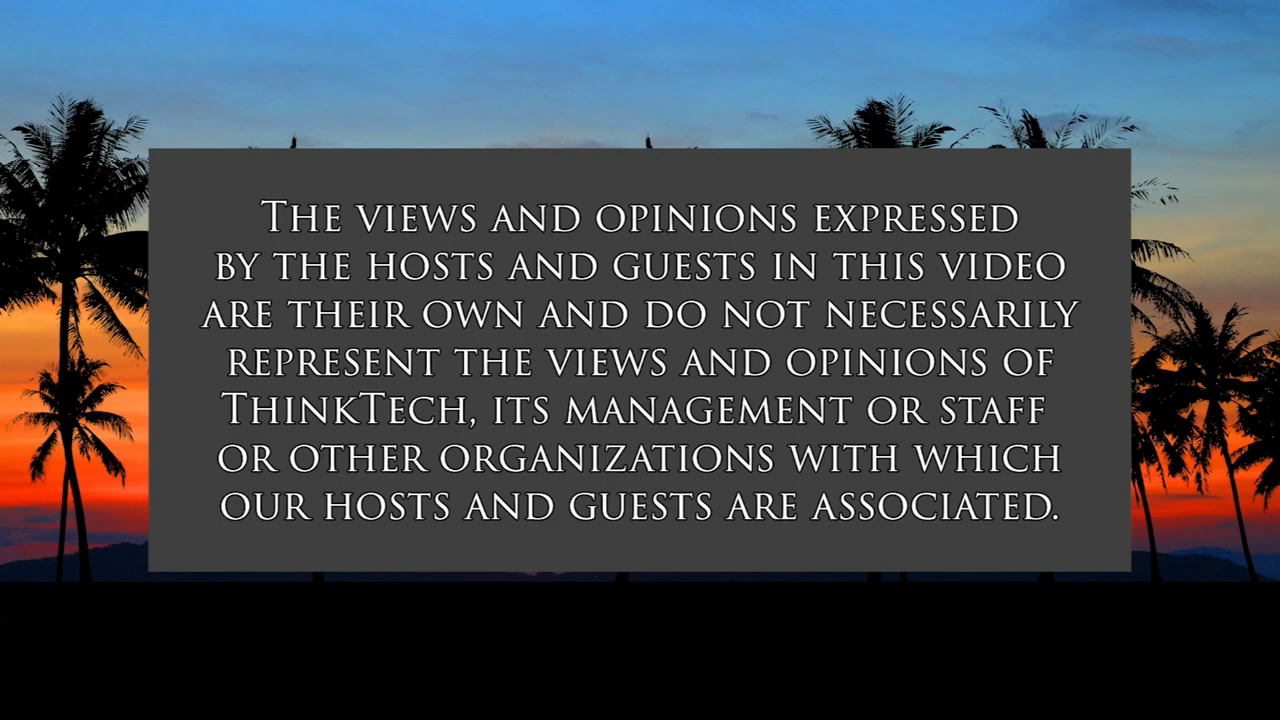 The views and opinions expressed
by the hosts and guests in this video
are their own and do not necessarily
represent the views and opinions of
ThinkTech, its management or staff
or other organizations with which
our hosts and guests are associated.